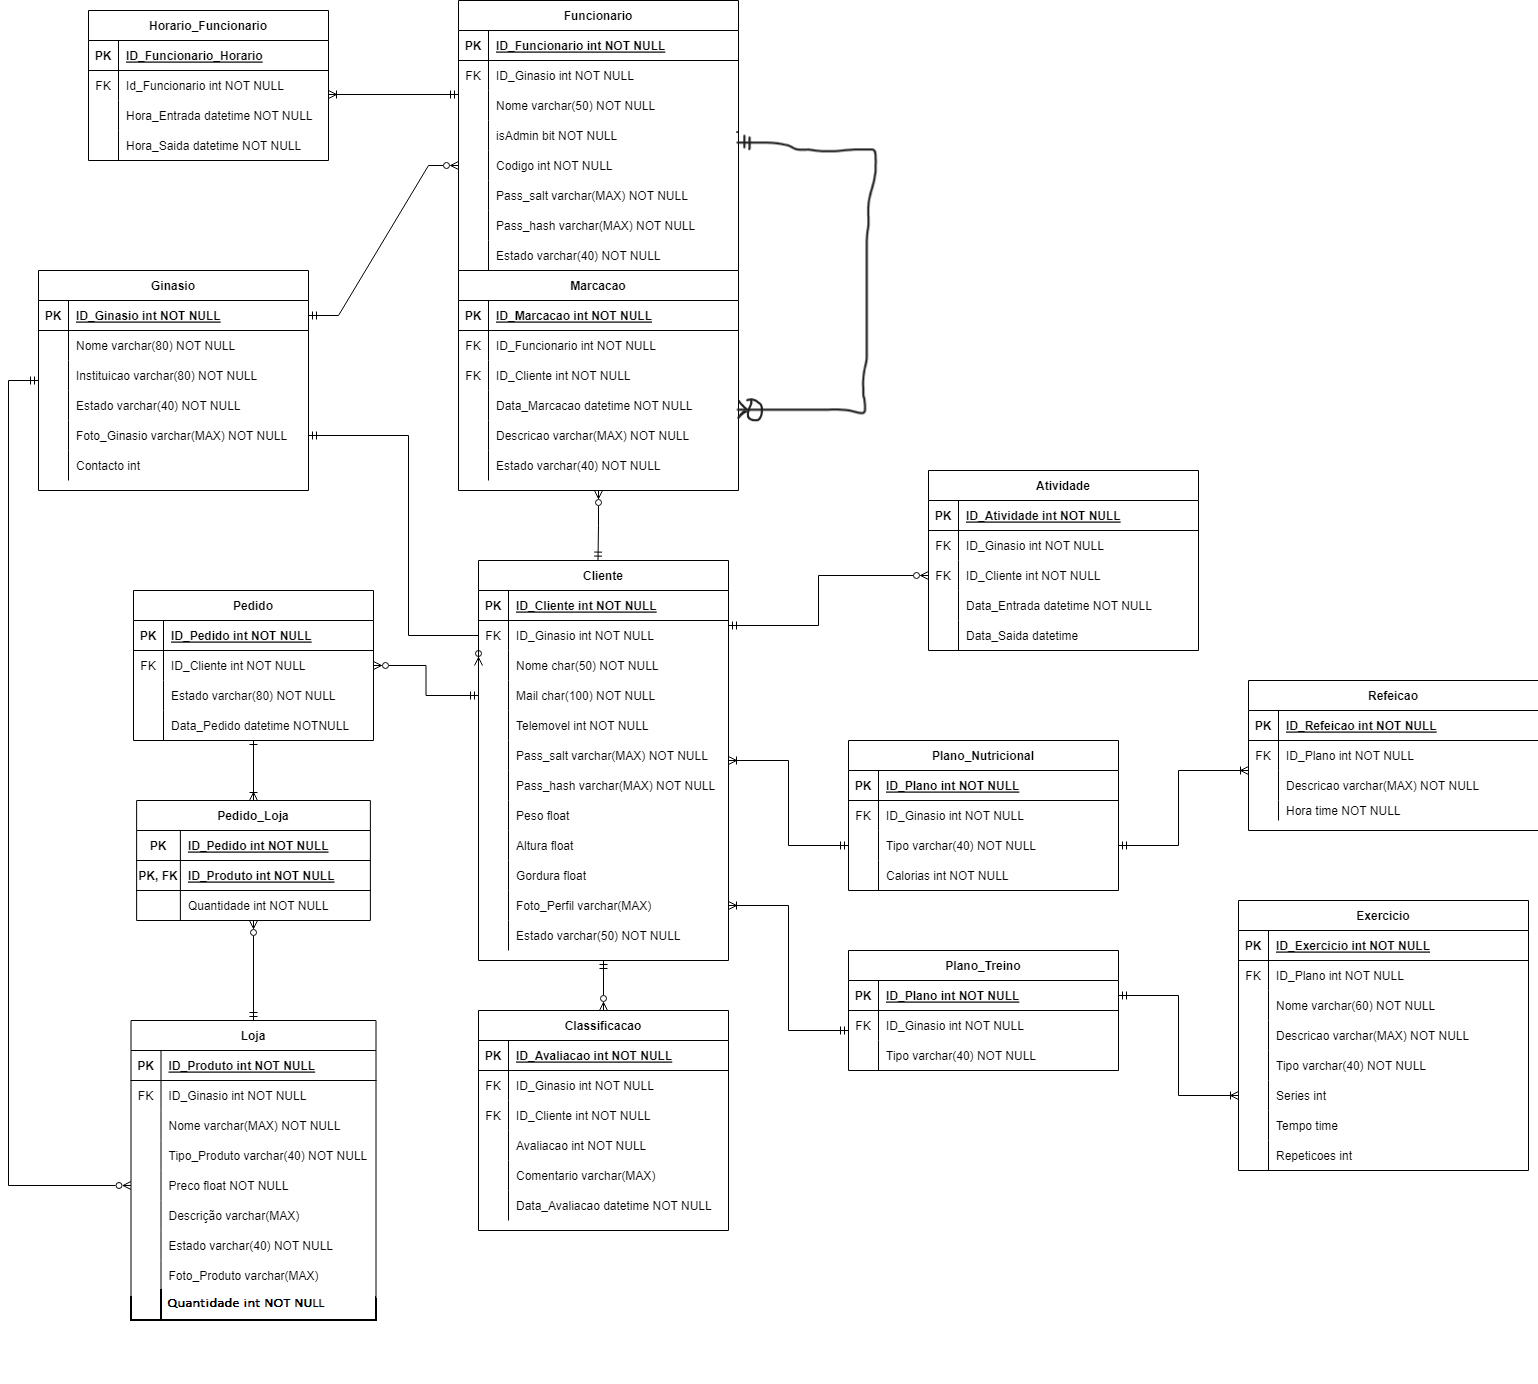 Horario_Funcionario
PK ID_Funcionario_Horario
FK Id_Funcionario int NOT NULL
Hora_Entrada datetime NOT NULL
Hora_Saida datetime NOT NULL
Funcionario
PK ID_Funcionario int NOT NULL
FK ID_Ginasio int NOT NULL
Nome varchar(50) NOT NULL
isAdmin bit NOT NULL
Codigo int NOT NULL
Pass_salt varchar(MAX) NOT NULL
Pass_hash varchar(MAX) NOT NULL
Estado varchar(40) NOT NULL
Ginasio
PK ID_Ginasio int NOT NULL
Nome varchar(80) NOT NULL
Instituicao varchar(80) NOT NULL
Estado varchar(40) NOT NULL
Foto_Ginasio varchar(MAX) NOT NULL
Contacto int
Marcacao
PK ID_Marcacao int NOT NULL
FK ID_Funcionario int NOT NULL
FK ID_Cliente int NOT NULL
Data_Marcacao datetime NOT NULL
Descricao varchar(MAX) NOT NULL
Estado varchar(40) NOT NULL
Atividade
PK ID_Atividade int NOT NULL
FK ID_Ginasio int NOT NULL
FK ID_Cliente int NOT NULL
Data_Entrada datetime NOT NULL
Data_Saida datetime
Pedido
PK ID_Pedido int NOT NULL
FK ID_Cliente int NOT NULL
Estado varchar(80) NOT NULL
Data_Pedido datetime NOTNULL
Cliente
PK ID_Cliente int NOT NULL
FK ID_Ginasio int NOT NULL
Nome char(50) NOT NULL
Mail char(100) NOT NULL
Telemovel int NOT NULL
Pass_salt varchar(MAX) NOT NULL
Pass_hash varchar(MAX) NOT NULL
Peso float
Altura float
Gordura float
Foto_Perfil varchar(MAX)
Estado varchar(50) NOT NULL
Refeicao
PK ID_Refeicao int NOT NULL
FK ID_Plano int NOT NULL
Descricao varchar(MAX) NOT NULL
Hora time NOT NULL
Plano_Nutricional
PK ID_Plano int NOT NULL
FK ID_Ginasio int NOT NULL
Tipo varchar(40) NOT NULL
Calorias int NOT NULL
Pedido_Loja
PK ID_Pedido int NOT NULL
PK, FK ID_Produto int NOT NULL
Quantidade int NOT NULL
Exercicio
PK ID_Exercicio int NOT NULL
FK ID_Plano int NOT NULL
Nome varchar(60) NOT NULL
Descricao varchar(MAX) NOT NULL
Tipo varchar(40) NOT NULL
Series int
Tempo time
Repeticoes int
Plano_Treino
PK ID_Plano int NOT NULL
FK ID_Ginasio int NOT NULL
Tipo varchar(40) NOT NULL
Classificacao
PK ID_Avaliacao int NOT NULL
FK ID_Ginasio int NOT NULL
FK ID_Cliente int NOT NULL
Avaliacao int NOT NULL
Comentario varchar(MAX)
Data_Avaliacao datetime NOT NULL
Loja
PK ID_Produto int NOT NULL
FK ID_Ginasio int NOT NULL
Nome varchar(MAX) NOT NULL
Tipo_Produto varchar(40) NOT NULL
Preco float NOT NULL
Descrição varchar(MAX)
Estado varchar(40) NOT NULL
Foto_Produto varchar(MAX)
Quantidade int NOT NULL